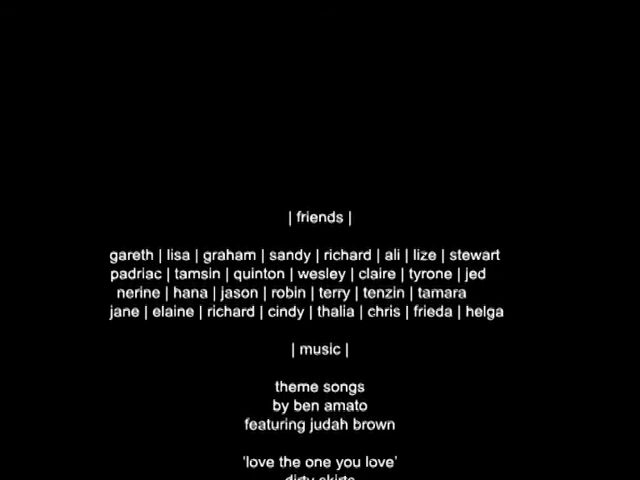 | friends |
gareth | lisa | graham | sandy | richard | ali | lize | stewart
padriac | tamsin | quinton | wesley | claire | tyrone | jed
nerine | hana | jason | robin | terry | tenzin | tamara
jane | elaine | richard | cindy | thalia | chris | frieda | helga
| music |
theme songs
by ben amato
featuring judah brown
'love the one you love'
dirty skirts